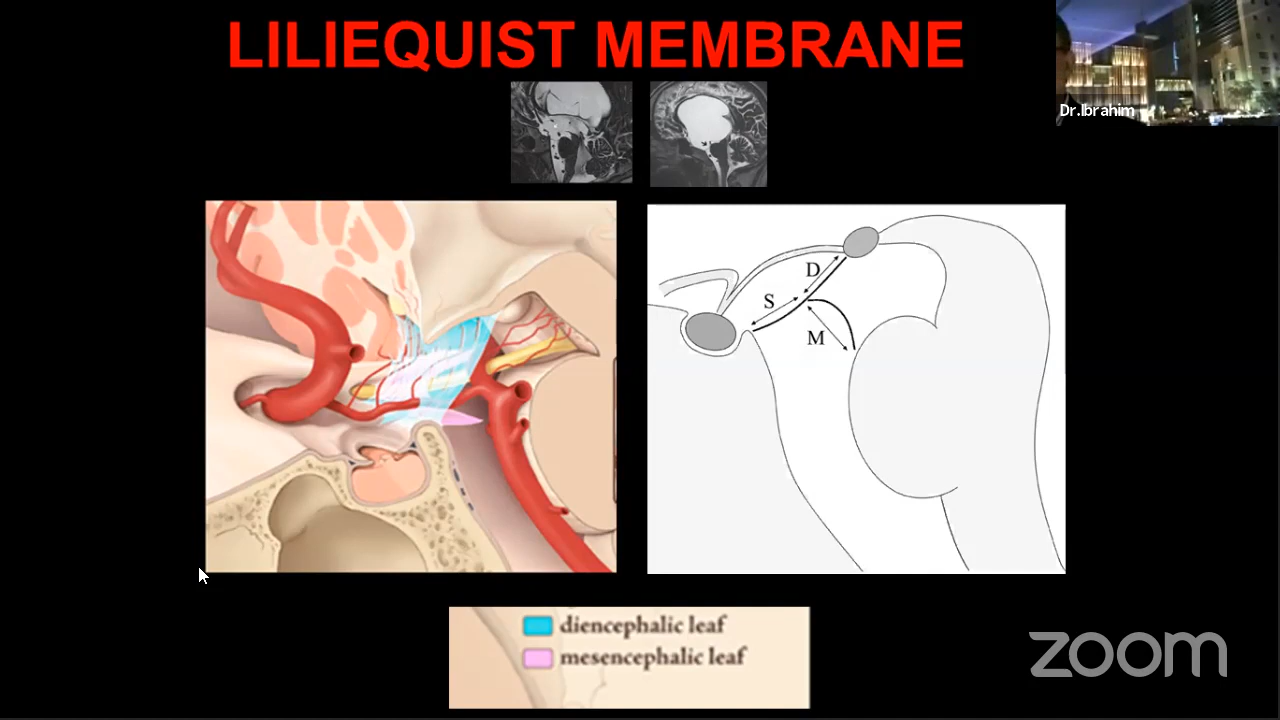 LILIEQUIST MEMBRANE
Dr.Ibrahim
D
S
M
diencephalic leaf
mesencephalic leaf
zoom